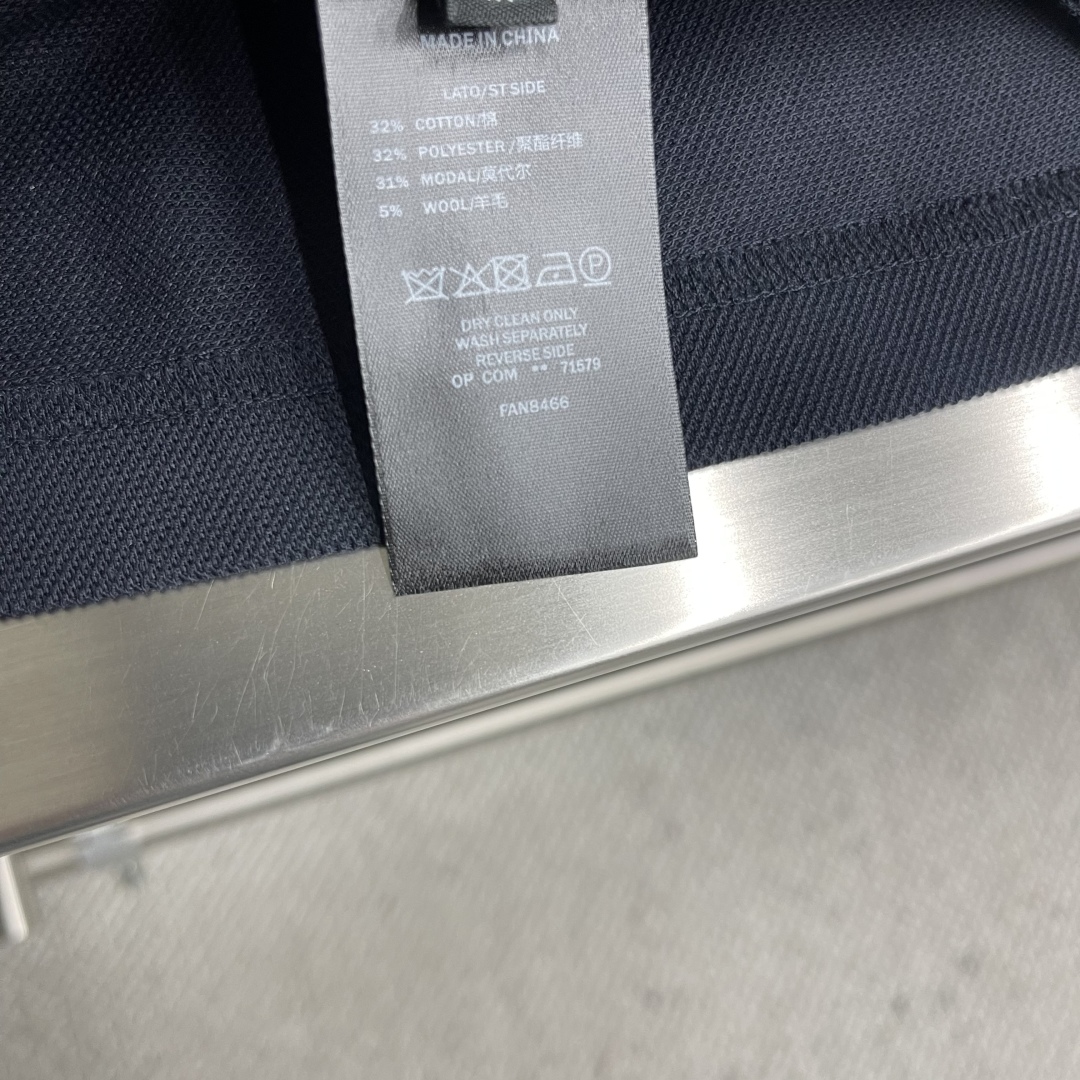 MADE IN CHINA
LATO/ST SIDE
32% COTTON/棉
32% POLYESTER/聚酯纤维
31% MODAL/莫代尔
5% WOOL/羊毛
P
DRY CLEAN ONLY
WASH SEPARATELY
REVERSE SIDE
OP COM ** 71579
FAN8466